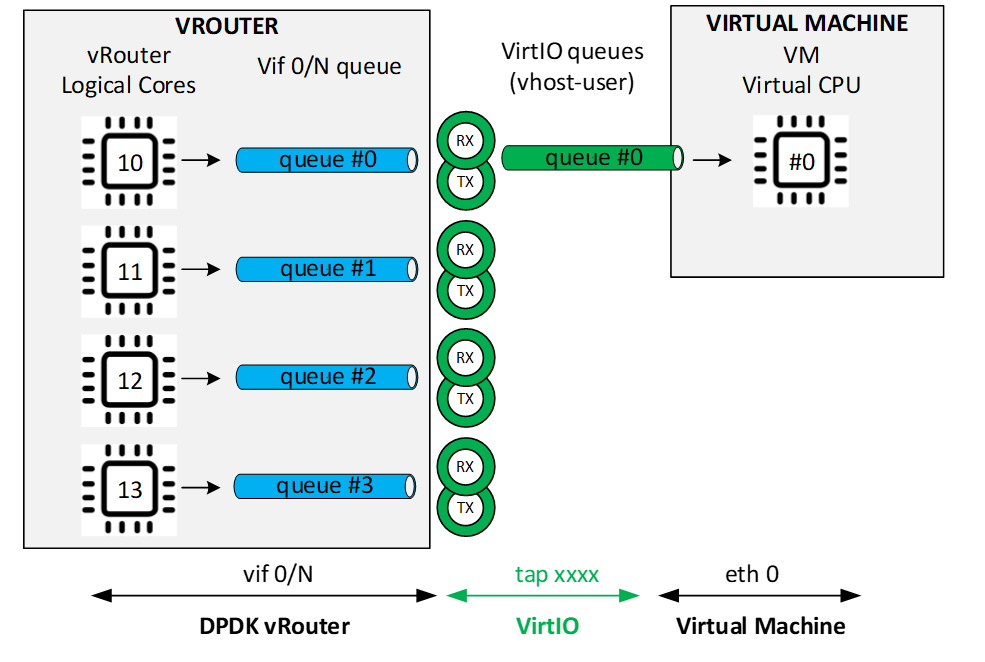 VROUTER
vRouter
Logical Cores
Vif 0/N queue
VirtIO queues
(vhost-user)
VIRTUAL MACHINE
VM
Virtual CPU
10
queue #0
RX
TX
queue #0
#0
11
queue #1
RX
TX
12
queue #2
RX
TX
13
queue #3
RX
TX
vif 0/N
tap xxxx
eth 0
DPDK vRouter
VirtIO
Virtual Machine